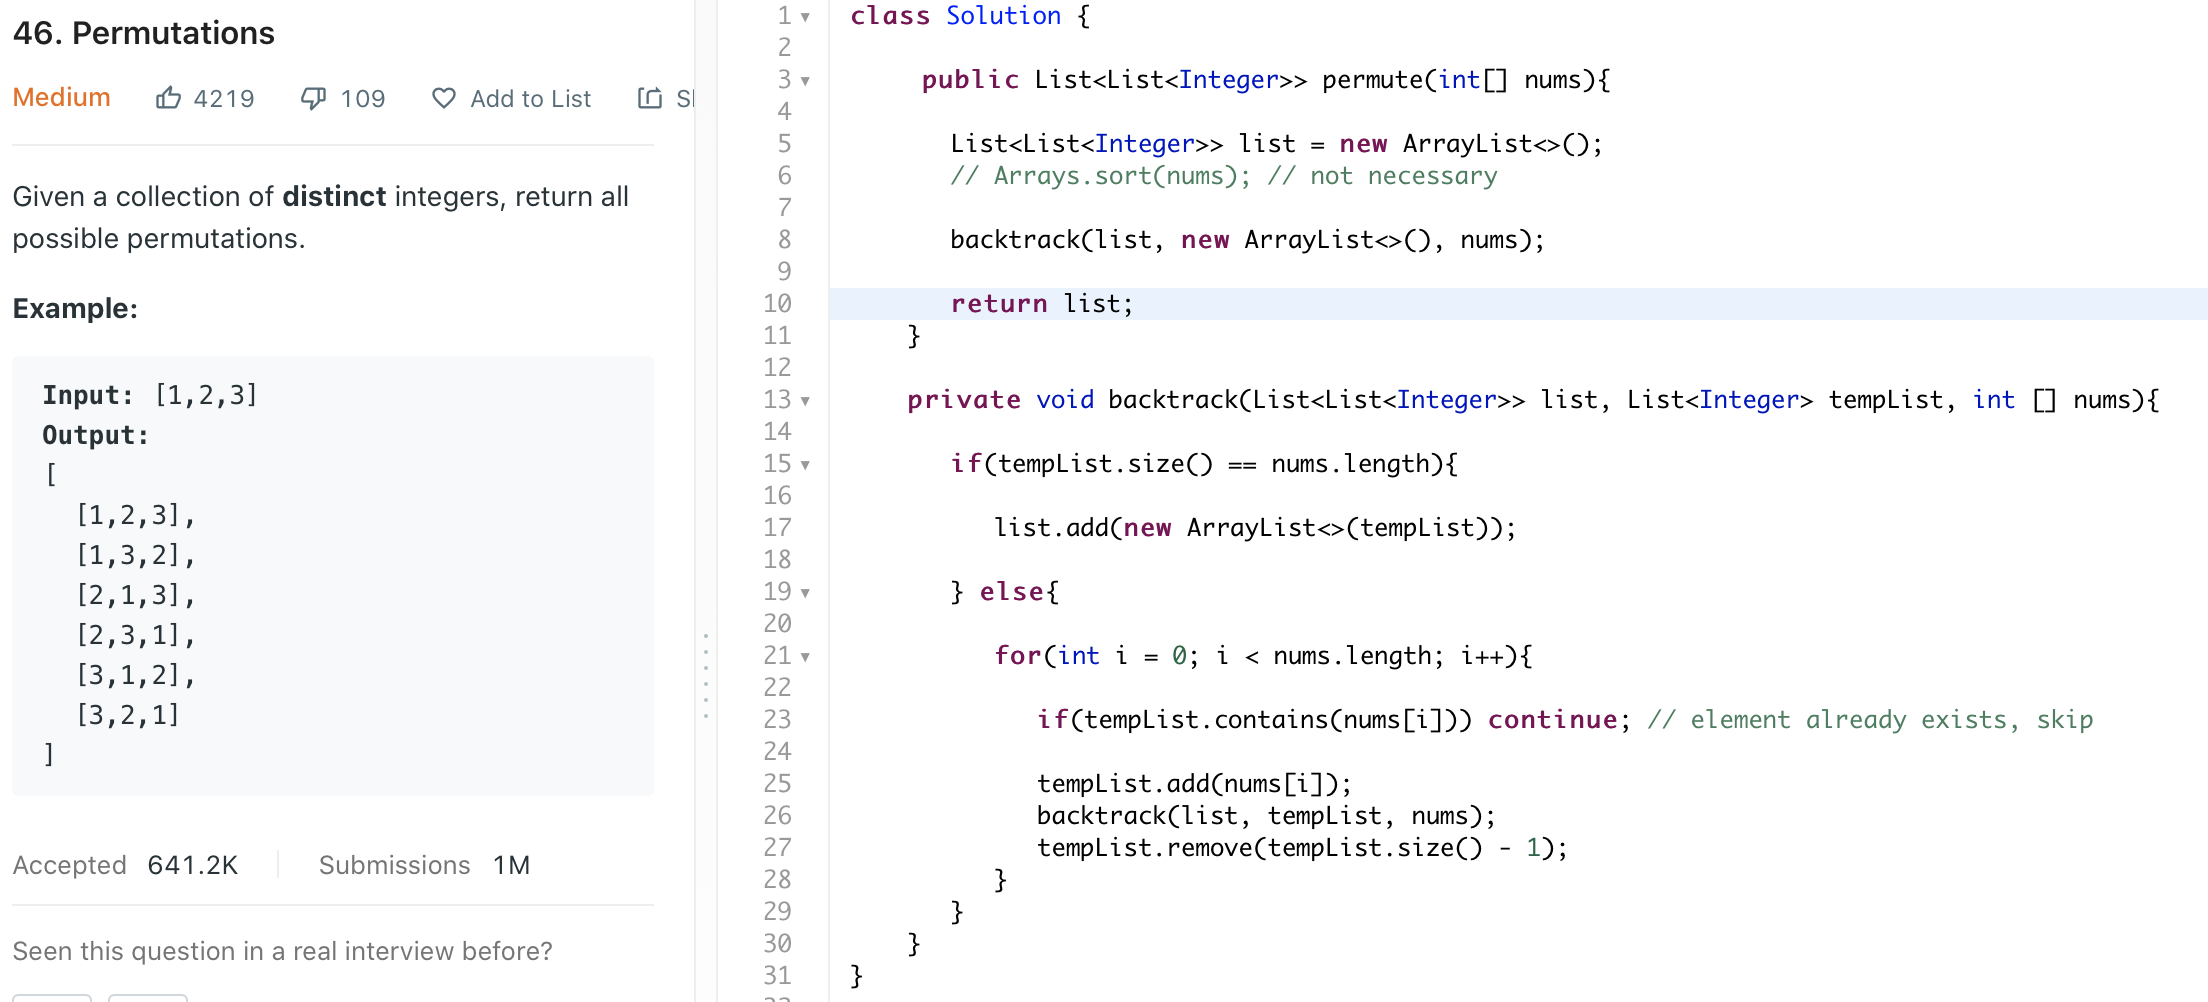 46. Permutations
Medium 4219 109 Add to List
Given a collection of distinct integers, return all
possible permutations.
Example:
Input: [1,2,3]
Output:
[
[1,2,3],
[1,3,2],
[2,1,3],
[2,3,1],
[3,1,2],
[3,2,1]
]
Accepted 641.2K Submissions 1M
Seen this question in a real interview before?
1 class Solution {
2
3 public List<List<Integer>> permute(int[] nums){
4
5 List<List<Integer>> list = new ArrayList<>();
6 // Arrays.sort(nums); // not necessary
7
8 backtrack(list, new ArrayList<>(), nums);
9
10 return list;
11 }
12
13 private void backtrack(List<List<Integer>> list, List<Integer> tempList, int [] nums){
14
15 if(tempList.size() == nums.length){
16
17 list.add(new ArrayList<>(tempList));
18
19 } else{
20
21 for(int i = 0; i < nums.length; i++){
22
23 if(tempList.contains(nums[i])) continue; // element already exists, skip
24
25 tempList.add(nums[i]);
26 backtrack(list, tempList, nums);
27 tempList.remove(tempList.size() - 1);
28 }
29 }
30 }
31 }